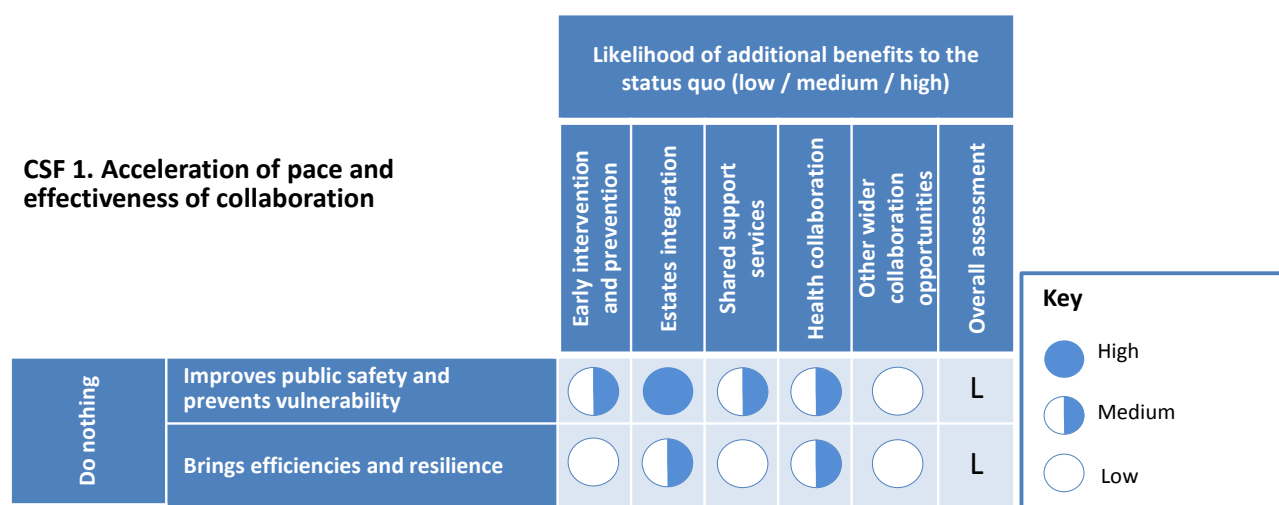 Likelihood of additional benefits to the
status quo (low / medium / high)
CSF 1. Acceleration of pace and
effectiveness of collaboration
Early intervention
and prevention
Estates integration
Shared support
services
Health collaboration
Other wider
collaboration
opportunities
Overall assessment
Key
High
Medium
Low
Do nothing
Improves public safety and
prevents vulnerability
L
Brings efficiencies and resilience
L